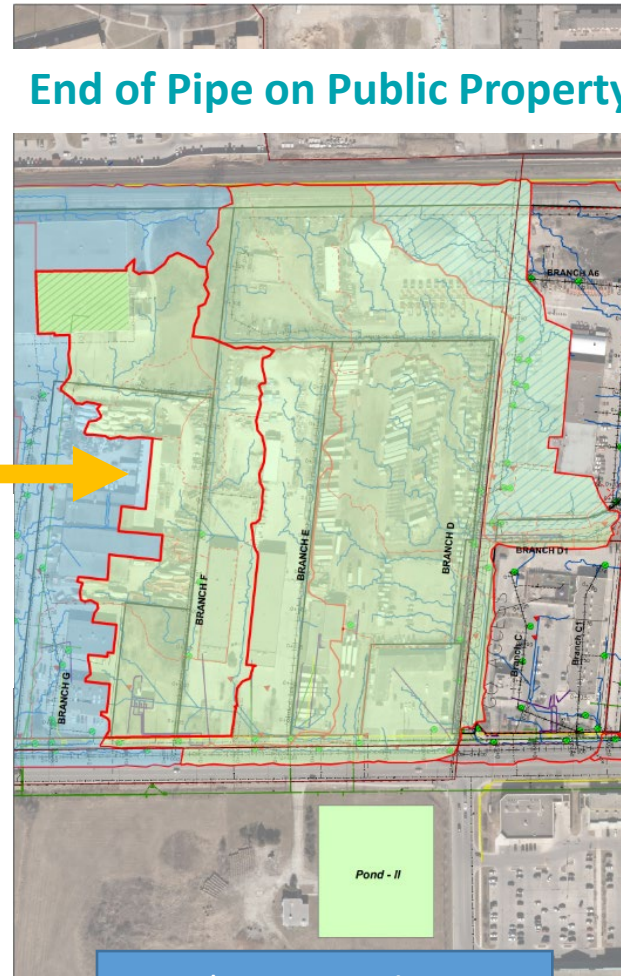 End of Pipe on Public Property
BRANCH A6
BRANCH D1
BRANCH D
BRANCH E
BRANCH F
BRANCH G
Branch C
Branch C1
Pond - II